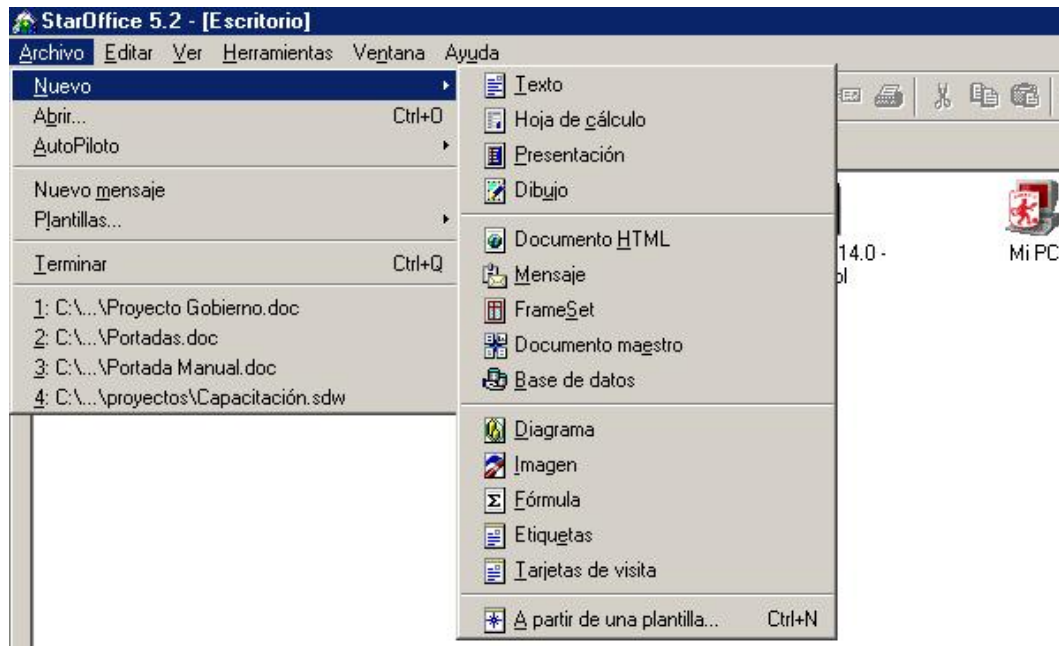 StarOffice 5.2 - [Escritorio]
Archivo Editar Ver Herramientas Ventana Ayuda
Nuevo
Abrir... Ctrl+O
AutoPiloto
Nuevo mensaje
Plantillas...
Terminar Ctrl+Q
1: C:\...\Proyecto Gobierno.doc
2: C:\...\Portadas.doc
3: C:\...\Portada Manual.doc
4: C:\...\proyectos\Capacitación.sdw
Texto
Hoja de cálculo
Presentación
Dibujo
Documento HTML
Mensaje
FrameSet
Documento maestro
Base de datos
Diagrama
Imagen
Fórmula
Etiquetas
Tarjetas de visita
A partir de una plantilla... Ctrl+N
14.0 -
ol
Mi PC